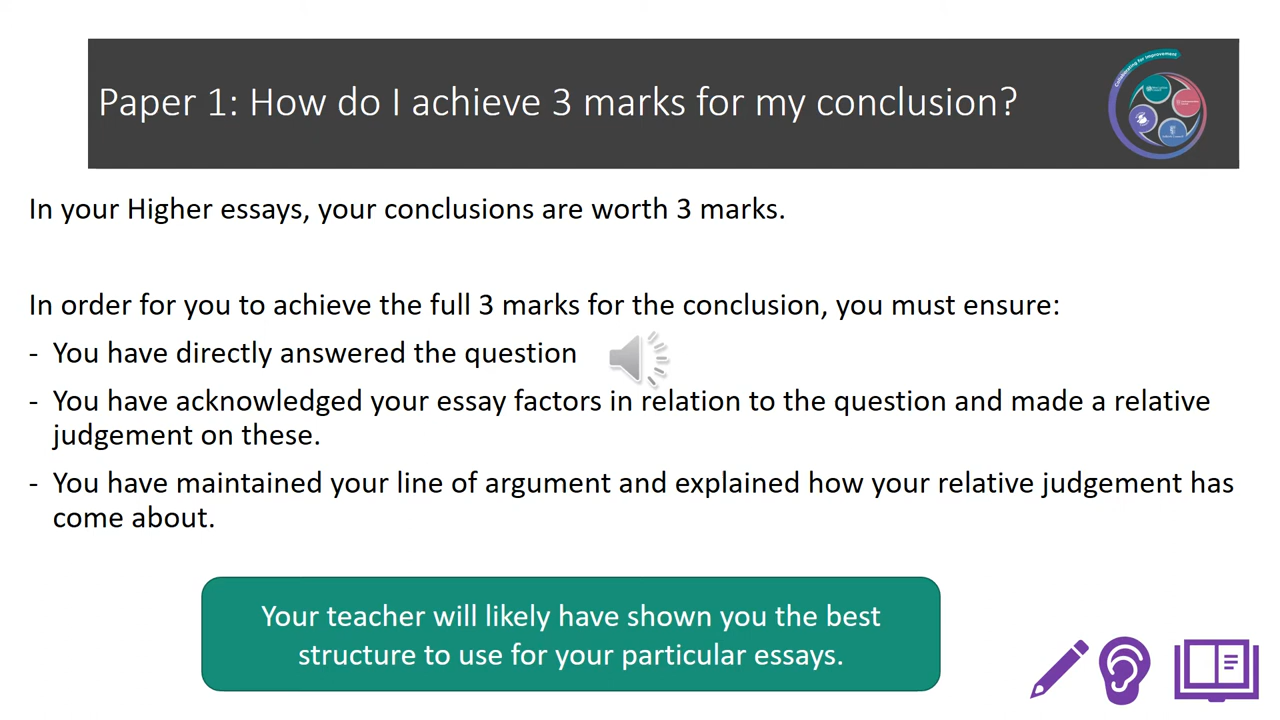 Paper 1: How do I achieve 3 marks for my conclusion?
Collaborating for Improvement
In your Higher essays, your conclusions are worth 3 marks.
In order for you to achieve the full 3 marks for the conclusion, you must ensure:
- You have directly answered the question
- You have acknowledged your essay factors in relation to the question and made a relative
judgement on these.
- You have maintained your line of argument and explained how your relative judgement has
come about.
Your teacher will likely have shown you the best
structure to use for your particular essays.